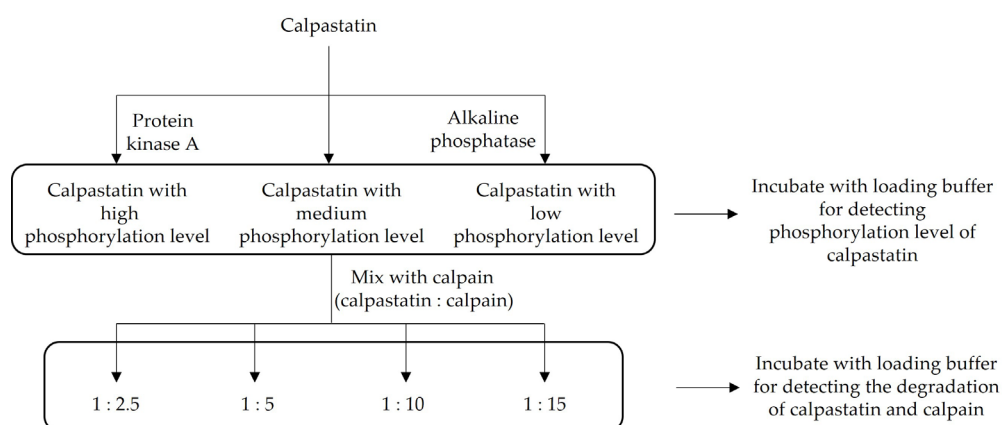 Calpastatin
Protein
kinase A
Alkaline
phosphatase
Calpastatin with
high
phosphorylation level
Calpastatin with
medium
phosphorylation level
Calpastatin with
low
phosphorylation level
Incubate with loading buffer
for detecting
phosphorylation level of
calpastatin
Mix with calpain
(calpastatin : calpain)
1 : 2.5
1 : 5
1 : 10
1 : 15
Incubate with loading buffer
for detecting the degradation
of calpastatin and calpain